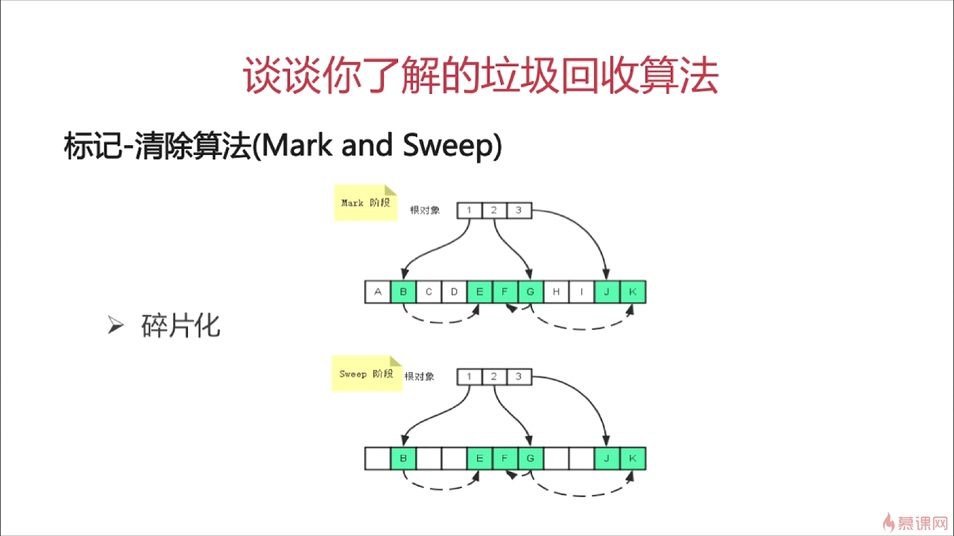 谈谈你了解的垃圾回收算法
标记-清除算法(Mark and Sweep)
Mark 阶段
根对象
1 2 3
A B C D E F G H I J K
➢ 碎片化
Sweep 阶段
根对象
1 2 3
B E F G J K
慕课网